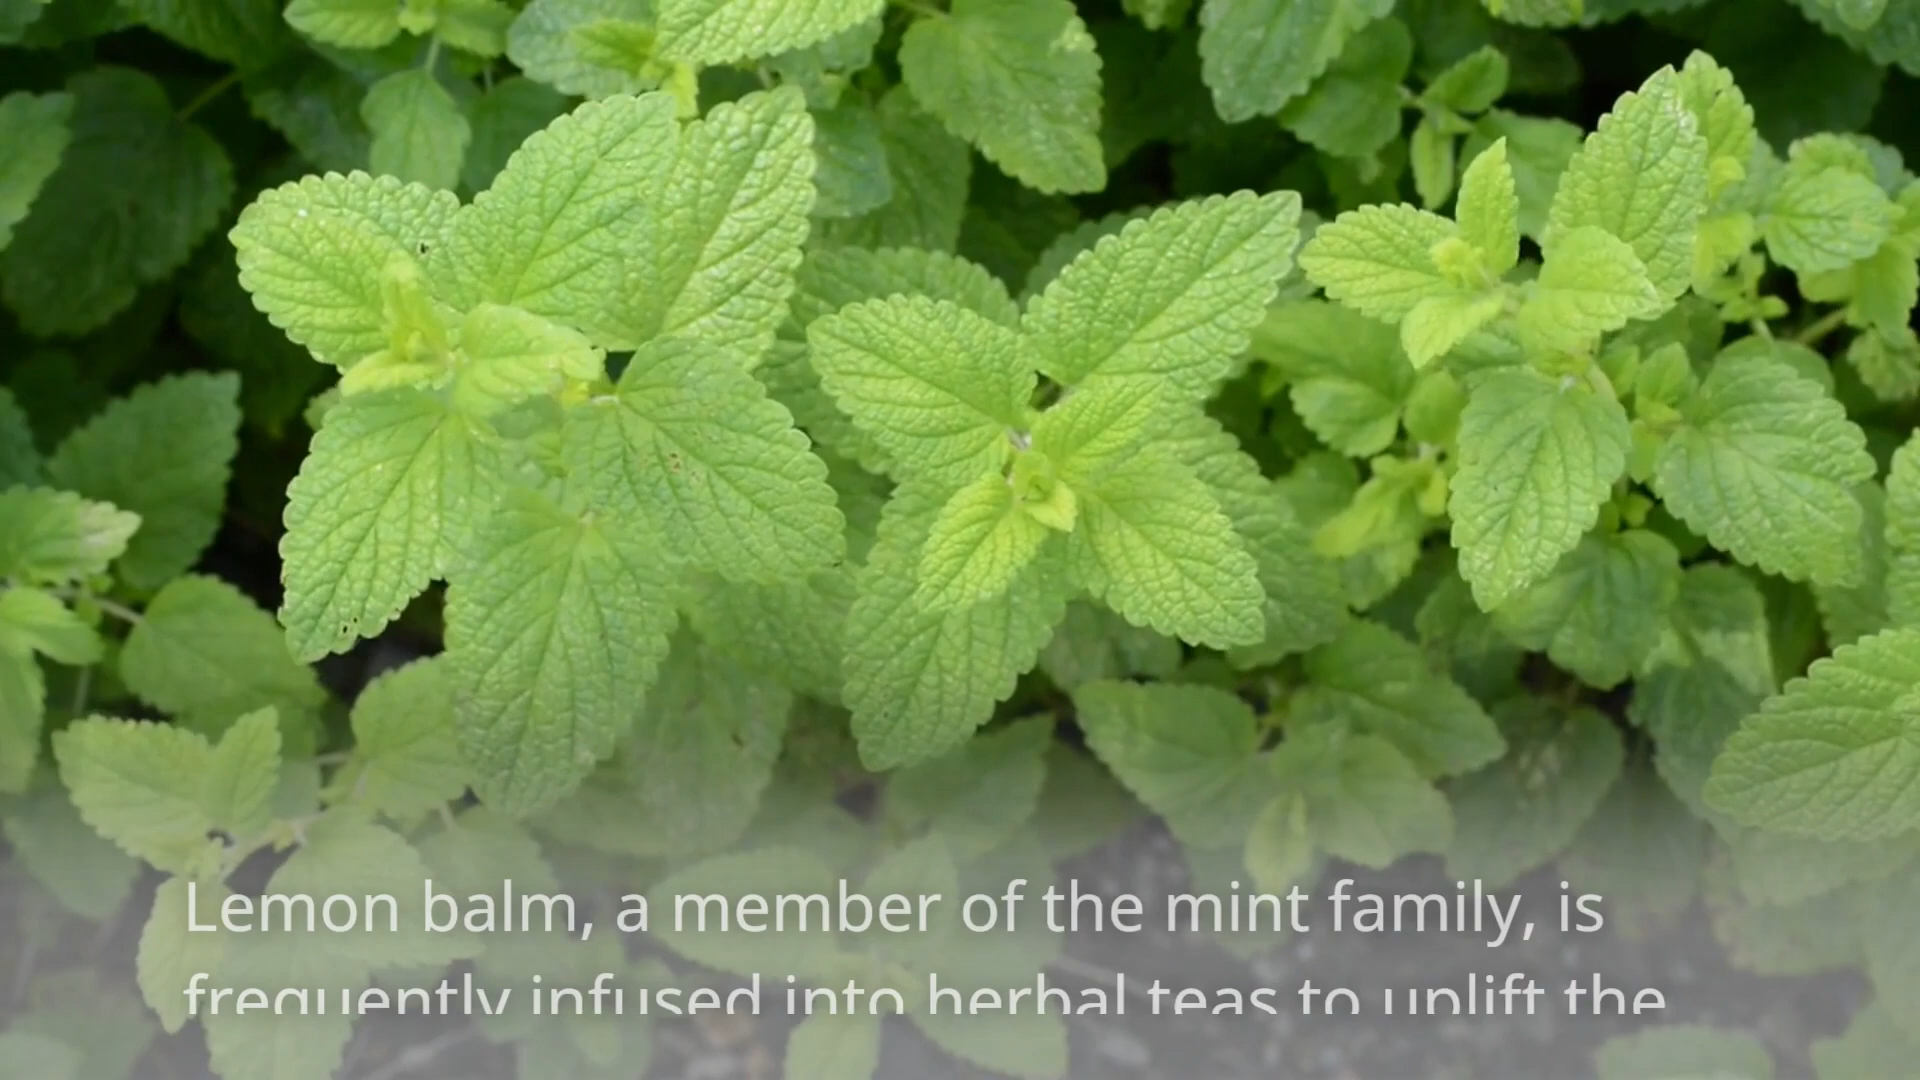 Lemon balm, a member of the mint family, is
frequently infused into herbal teas to uplift the